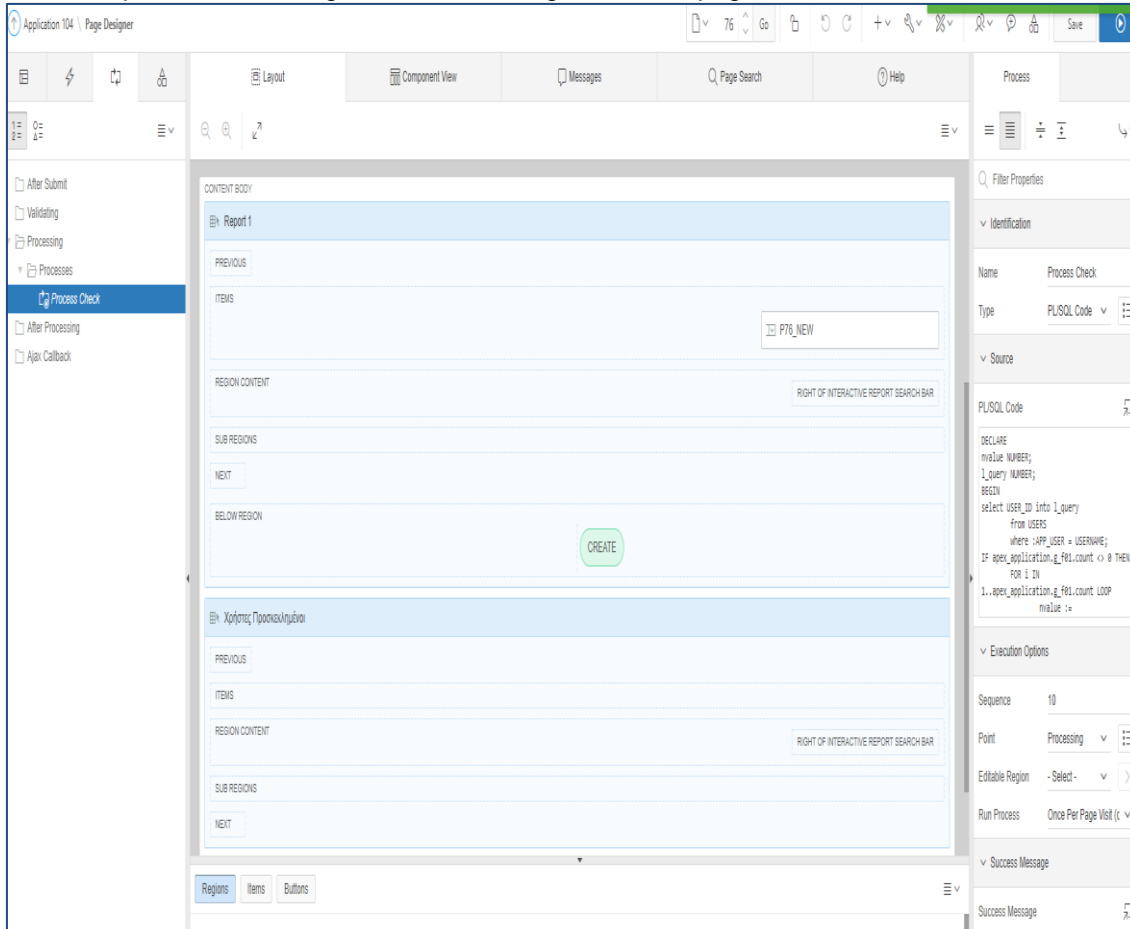 Application 104 \ Page Designer
76
Go
Save
Layout
Component View
Messages
Page Search
Help
Process
After Submit
Validating
Processing
Processes
Process Check
After Processing
Ajax Callback
CONTENT BODY
Report 1
PREVIOUS
ITEMS
P76_NEW
REGION CONTENT
RIGHT OF INTERACTIVE REPORT SEARCH BAR
SUB REGIONS
NEXT
BELOW REGION
CREATE
Χρήστες Προσκεκλημένοι
PREVIOUS
ITEMS
REGION CONTENT
RIGHT OF INTERACTIVE REPORT SEARCH BAR
SUB REGIONS
NEXT
Regions Items Buttons
Filter Properties
Identification
Name Process Check
Type PL/SQL Code
Source
PL/SQL Code
DECLARE
nvalue NUMBER;
l_query NUMBER;
BEGIN
select USER_ID into l_query
from USERS
where :APP_USER = USERNAME;
IF apex_application.g_f01.count <> 0 THEN
FOR i IN
1..apex_application.g_f01.count LOOP
nvalue :=
Execution Options
Sequence 10
Point Processing
Editable Region - Select -
Run Process Once Per Page Visit (c
Success Message
Success Message